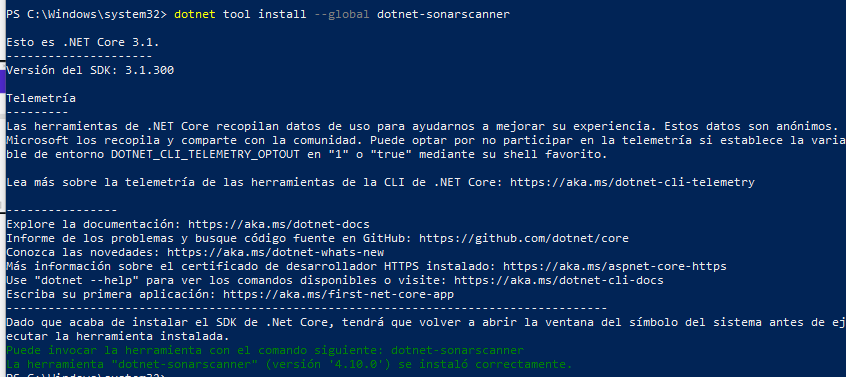 PS C:\Windows\system32> dotnet tool install --global dotnet-sonarscanner
Esto es .NET Core 3.1.
---------------------
Versión del SDK: 3.1.300
Telemetría
---------
Las herramientas de .NET Core recopilan datos de uso para ayudarnos a mejorar su experiencia. Estos datos son anónimos.
Microsoft los recopila y comparte con la comunidad. Puede optar por no participar en la telemetría si establece la varia
ble de entorno DOTNET_CLI_TELEMETRY_OPTOUT en "1" o "true" mediante su shell favorito.
Lea más sobre la telemetría de las herramientas de la CLI de .NET Core: https://aka.ms/dotnet-cli-telemetry
----------------
Explore la documentación: https://aka.ms/dotnet-docs
Informe de los problemas y busque código fuente en GitHub: https://github.com/dotnet/core
Conozca las novedades: https://aka.ms/dotnet-whats-new
Más información sobre el certificado de desarrollador HTTPS instalado: https://aka.ms/aspnet-core-https
Use "dotnet --help" para ver los comandos disponibles o visite: https://aka.ms/dotnet-cli-docs
Escriba su primera aplicación: https://aka.ms/first-net-core-app
--------------------------------------------------------------------------------------
Dado que acaba de instalar el SDK de .Net Core, tendrá que volver a abrir la ventana del símbolo del sistema antes de ej
ecutar la herramienta instalada.
Puede invocar la herramienta con el comando siguiente: dotnet-sonarscanner
La herramienta "dotnet-sonarscanner" (versión '4.10.0') se instaló correctamente.
PS C:\Windows\system32>